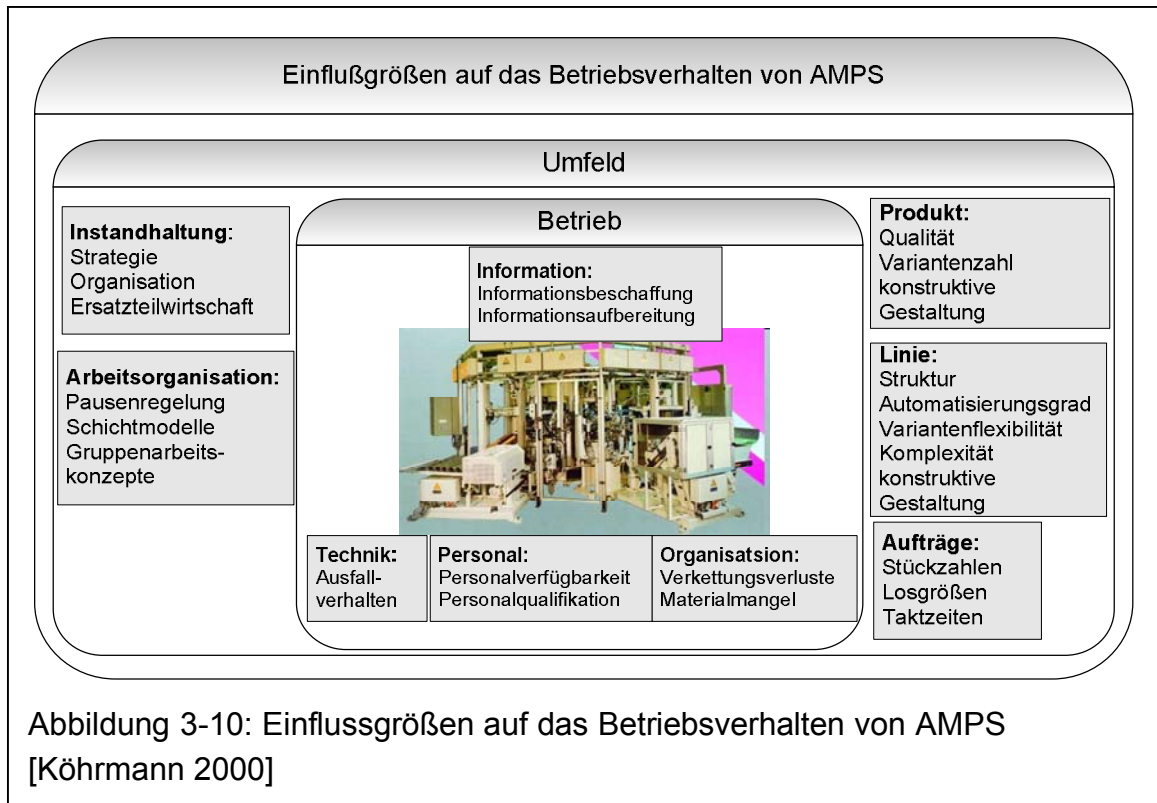 Einflußgrößen auf das Betriebsverhalten von AMPS
Umfeld
Betrieb
Instandhaltung:
Strategie
Organisation
Ersatzteilwirtschaft
Arbeitsorganisation:
Pausenregelung
Schichtmodelle
Gruppenarbeits-
konzepte
Information:
Informationsbeschaffung
Informationsaufbereitung
Technik:
Ausfall-
verhalten
Personal:
Personalverfügbarkeit
Personalqualifikation
Organisatsion:
Verkettungsverluste
Materialmangel
Produkt:
Qualität
Variantenzahl
konstruktive
Gestaltung
Linie:
Struktur
Automatisierungsgrad
Variantenflexibilität
Komplexität
konstruktive
Gestaltung
Aufträge:
Stückzahlen
Losgrößen
Taktzeiten
Abbildung 3-10: Einflussgrößen auf das Betriebsverhalten von AMPS
[Köhrmann 2000]